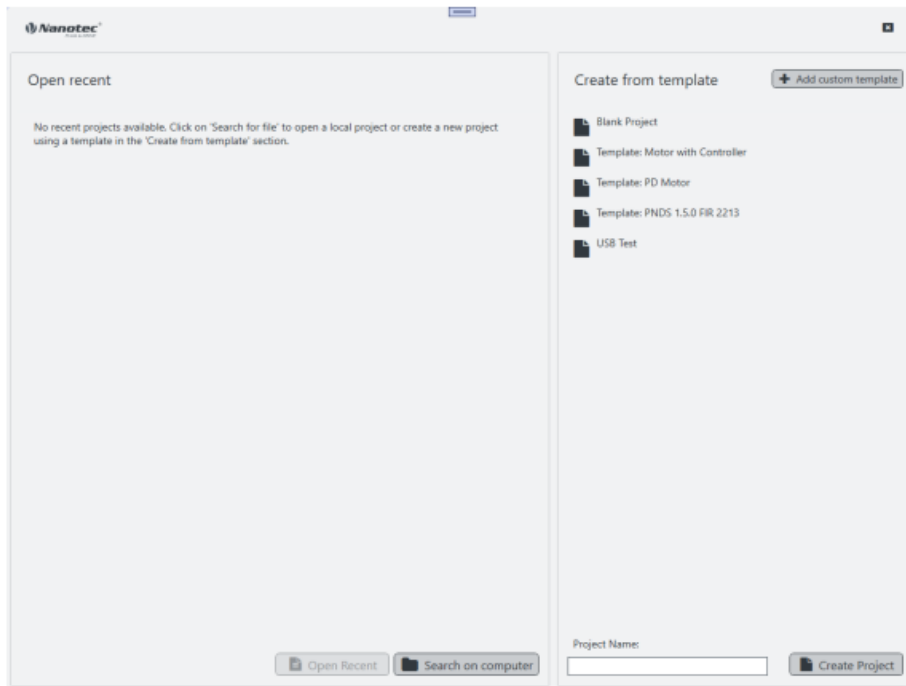 Nanotec®
Open recent
No recent projects available. Click on 'Search for file' to open a local project or create a new project
using a template in the 'Create from template' section.
Open Recent
Search on computer
Create from template
Add custom template
Blank Project
Template: Motor with Controller
Template: PD Motor
Template: PNDS 1.5.0 FIR 2213
USB Test
Project Name:
Create Project